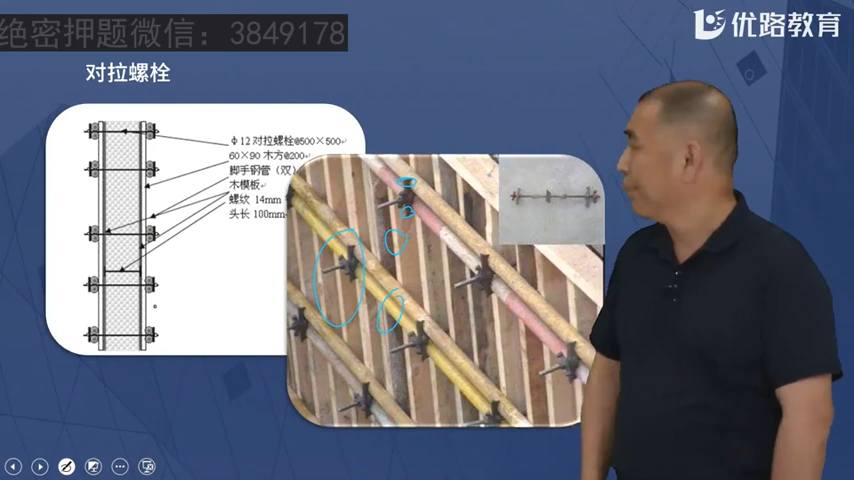 绝密押题微信：3849178
优路教育
对拉螺栓
φ12对拉螺栓@500×500
60×90 木方@200
脚手钢管（双）
木模板
螺纹 14mm
头长 100mm